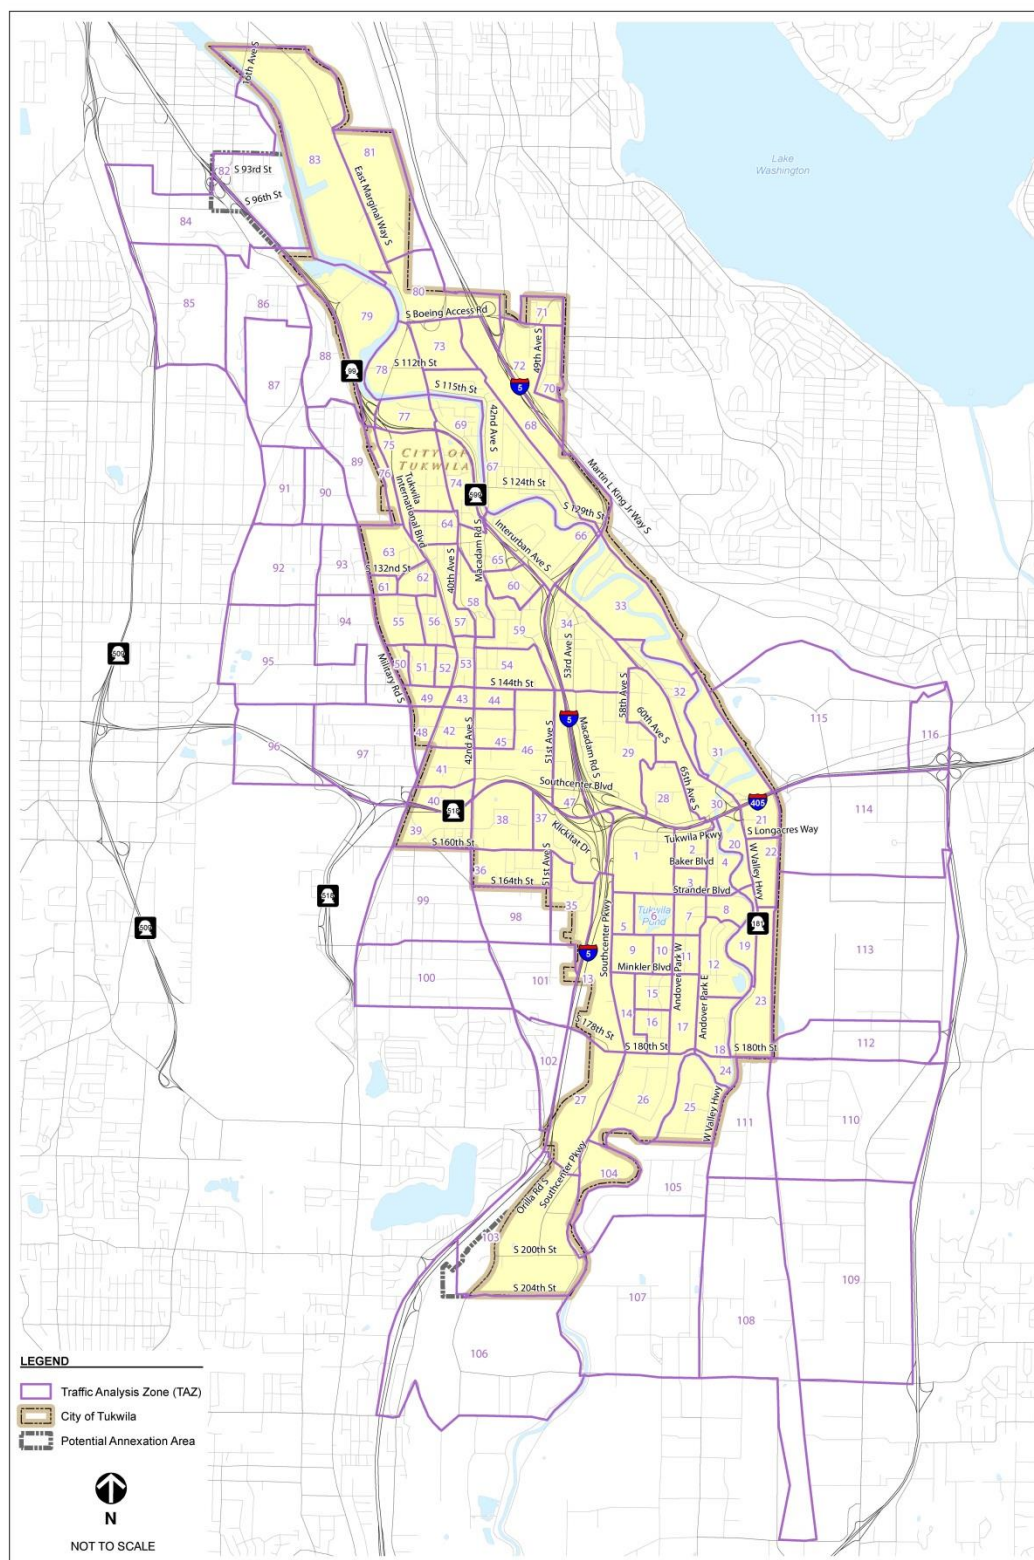 16th Ave S
81
83
82
S 93rd St
East Marginal Way S
Lake
Washington
S 96th St
84
80
85
86
79
S Boeing Access Rd
71
88
73
49th Ave S
S 112th St
72
99
78
5
87
S 115th St
70
42nd Ave S
77
69
68
75
CITY OF
TUKWILA
89
76
67
Martin L King Jr Way S
Tukwila
International Blvd
74
S 124th St
91
90
599
S 129th St
64
Macadam Rd S
Interurban Ave S
66
63
40th Ave S
65
92
93
S 132nd St
62
61
60
58
33
94
55
56
57
59
34
53rd Ave S
509
95
50
51
52
53
54
Military Rd S
S 144th St
58th Ave S
32
49
43
44
60th Ave S
115
48
42
42nd Ave S
45
46
51st Ave S
5
Macadam Rd S
29
31
116
96
97
41
65th Ave S
Southcenter Blvd
40
47
28
30
405
518
114
39
38
37
Klickitat Dr
Tukwila Pkwy
21
S Longacres Way
S 160th St
1
2
20
22
Baker Blvd
4
W Valley Hwy
36
S 164th St
51st Ave S
3
Strander Blvd
518
99
98
35
Southcenter Pkwy
Tukwila
Pond
6
7
8
181
509
5
5
9
10
11
19
113
100
101
13
Minkler Blvd
12
Andover Park W
Andover Park E
15
14
16
17
23
S 178th St
S 180th St
18
S 180th St
112
102
24
27
26
25
W Valley Hwy
111
110
104
105
Orilla Rd S
Southcenter Pkwy
103
S 200th St
109
S 204th St
107
108
106
LEGEND
Traffic Analysis Zone (TAZ)
City of Tukwila
Potential Annexation Area
N
NOT TO SCALE